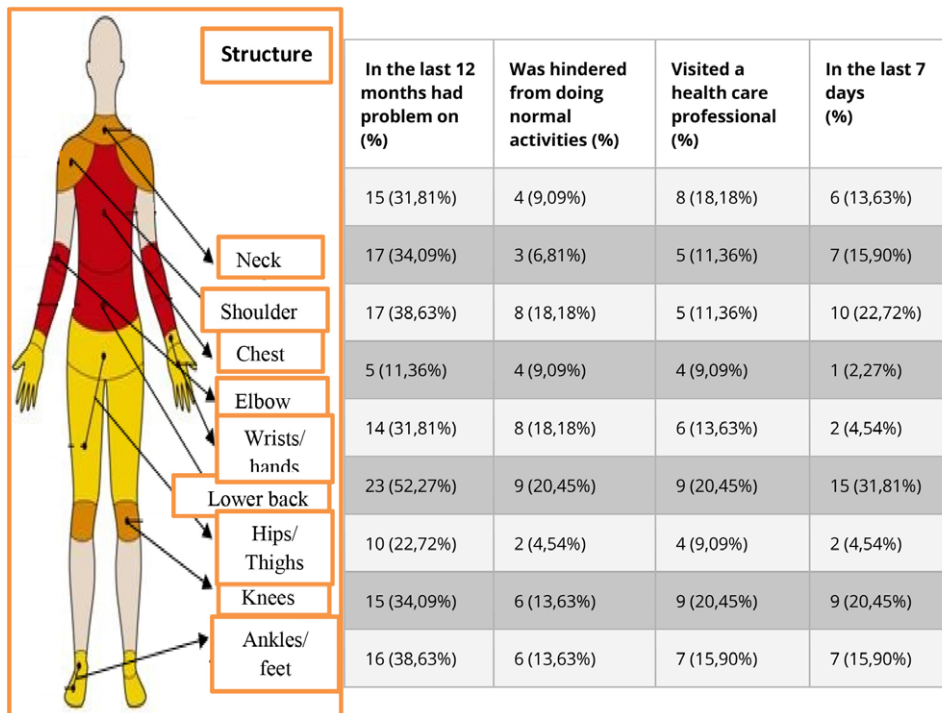 Structure
In the last 12
months had
problem on
(%)
Was hindered
from doing
normal
activities (%)
Visited a
health care
professional
(%)
In the last 7
days
(%)
15 (31,81%) 4 (9,09%) 8 (18,18%) 6 (13,63%)
Neck
17 (34,09%) 3 (6,81%) 5 (11,36%) 7 (15,90%)
Shoulder
17 (38,63%) 8 (18,18%) 5 (11,36%) 10 (22,72%)
Chest
5 (11,36%) 4 (9,09%) 4 (9,09%) 1 (2,27%)
Elbow
Wrists/
hands
14 (31,81%) 8 (18,18%) 6 (13,63%) 2 (4,54%)
Lower back
23 (52,27%) 9 (20,45%) 9 (20,45%) 15 (31,81%)
Hips/
Thighs
10 (22,72%) 2 (4,54%) 4 (9,09%) 2 (4,54%)
Knees
15 (34,09%) 6 (13,63%) 9 (20,45%) 9 (20,45%)
Ankles/
feet
16 (38,63%) 6 (13,63%) 7 (15,90%) 7 (15,90%)